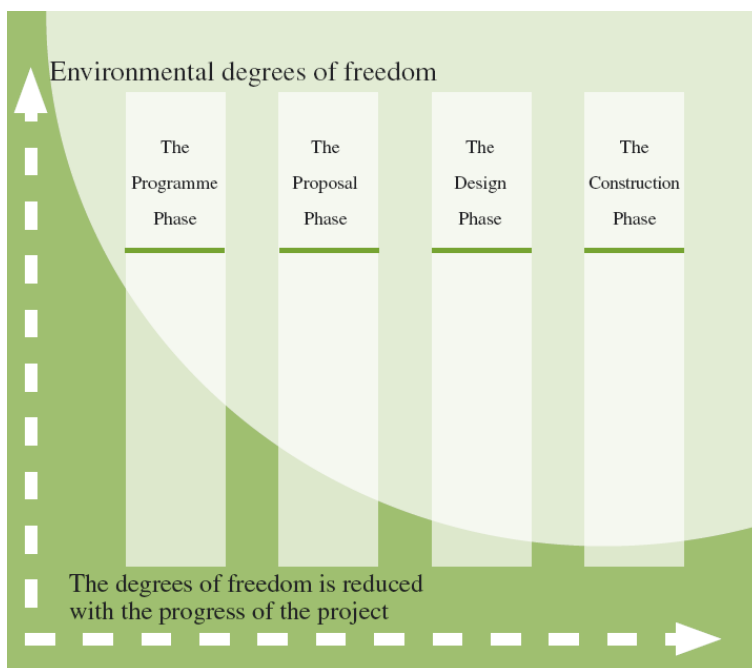 Environmental degrees of freedom
The
Programme
Phase
The
Proposal
Phase
The
Design
Phase
The
Construction
Phase
The degrees of freedom is reduced
with the progress of the project